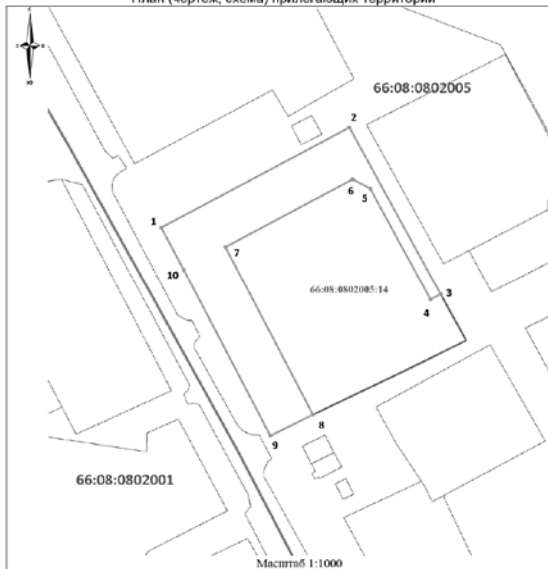 План (чертеж, схема) прилегающих территорий
С
З
В
Ю
66:08:0802005
2
6
5
1
7
10
66:08:0802005:14
3
4
8
9
66:08:0802001
Масштаб 1:1000